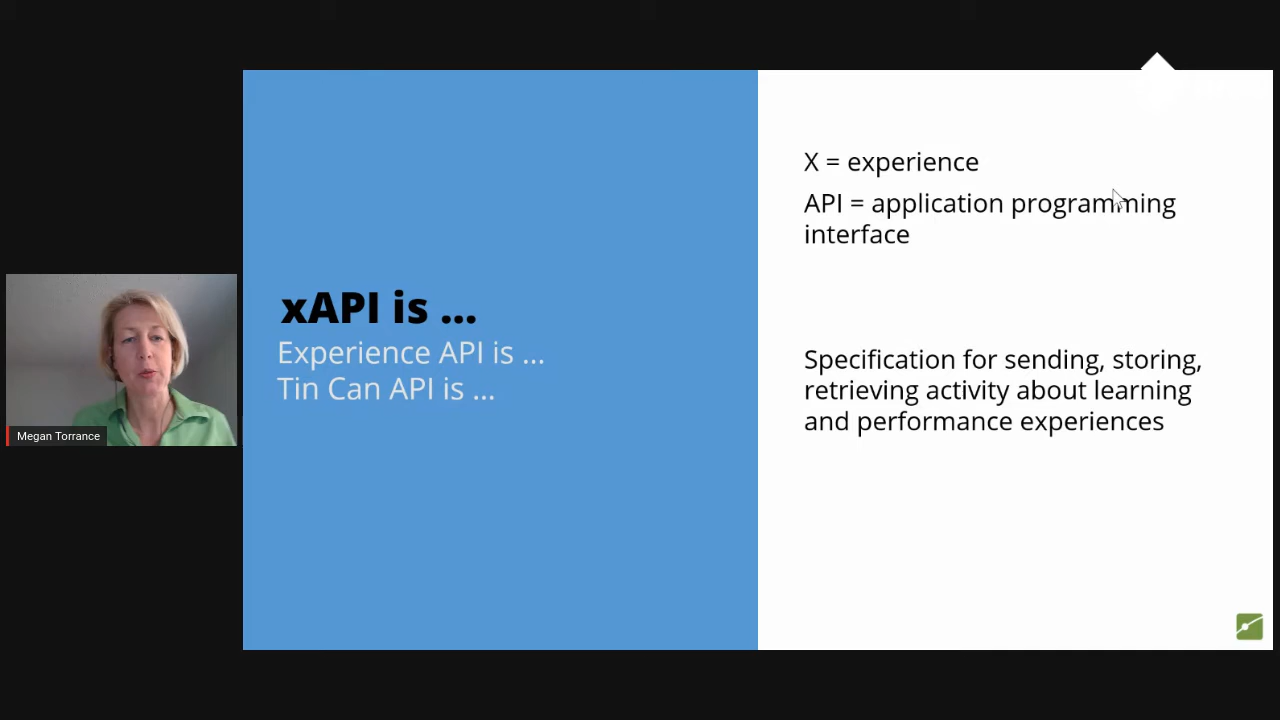 xAPI is ...
Experience API is ...
Tin Can API is ...
X = experience
API = application programming
interface
Specification for sending, storing,
retrieving activity about learning
and performance experiences
Megan Torrance